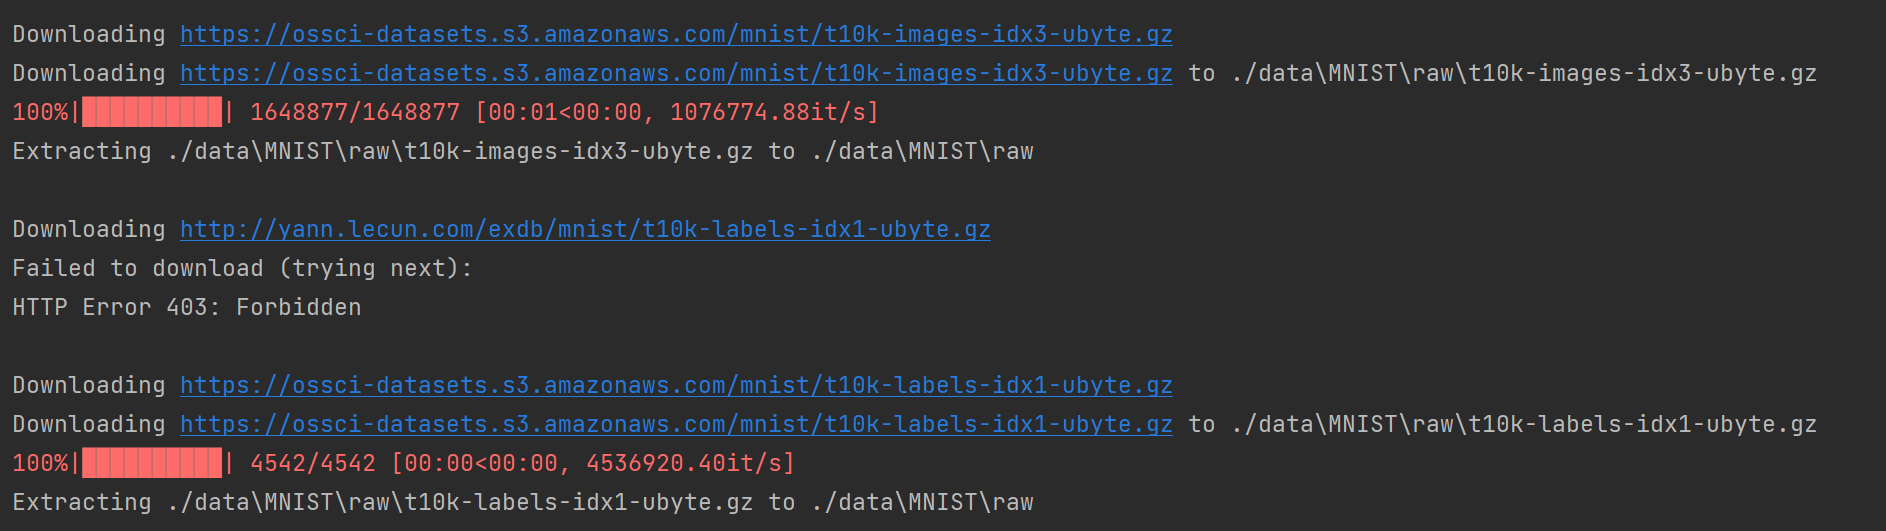 Downloading https://ossci-datasets.s3.amazonaws.com/mnist/t10k-images-idx3-ubyte.gz
Downloading https://ossci-datasets.s3.amazonaws.com/mnist/t10k-images-idx3-ubyte.gz to ./data\MNIST\raw\t10k-images-idx3-ubyte.gz
100%|██████████| 1648877/1648877 [00:01<00:00, 1076774.88it/s]
Extracting ./data\MNIST\raw\t10k-images-idx3-ubyte.gz to ./data\MNIST\raw
Downloading http://yann.lecun.com/exdb/mnist/t10k-labels-idx1-ubyte.gz
Failed to download (trying next):
HTTP Error 403: Forbidden
Downloading https://ossci-datasets.s3.amazonaws.com/mnist/t10k-labels-idx1-ubyte.gz
Downloading https://ossci-datasets.s3.amazonaws.com/mnist/t10k-labels-idx1-ubyte.gz to ./data\MNIST\raw\t10k-labels-idx1-ubyte.gz
100%|██████████| 4542/4542 [00:00<00:00, 4536920.40it/s]
Extracting ./data\MNIST\raw\t10k-labels-idx1-ubyte.gz to ./data\MNIST\raw